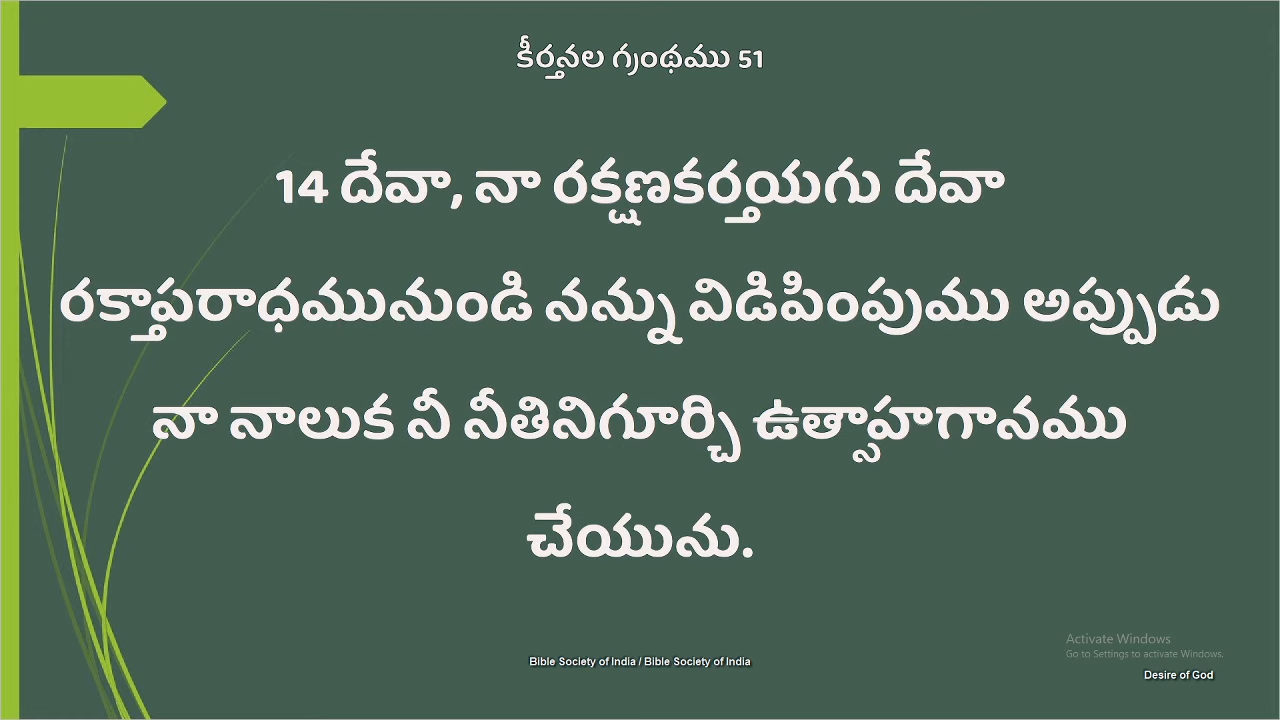 కీర్తనల గ్రంథము 51
14 దేవా, నా రక్షణకర్తయగు దేవా
రక్తాపరాధమునుండి నన్ను విడిపింపుము అప్పుడు
నా నాలుక నీ నీతినిగూర్చి ఉత్సాహగానము
చేయును.
Activate Windows
Go to Settings to activate Windows.
Bible Society of India / Bible Society of India
Desire of God